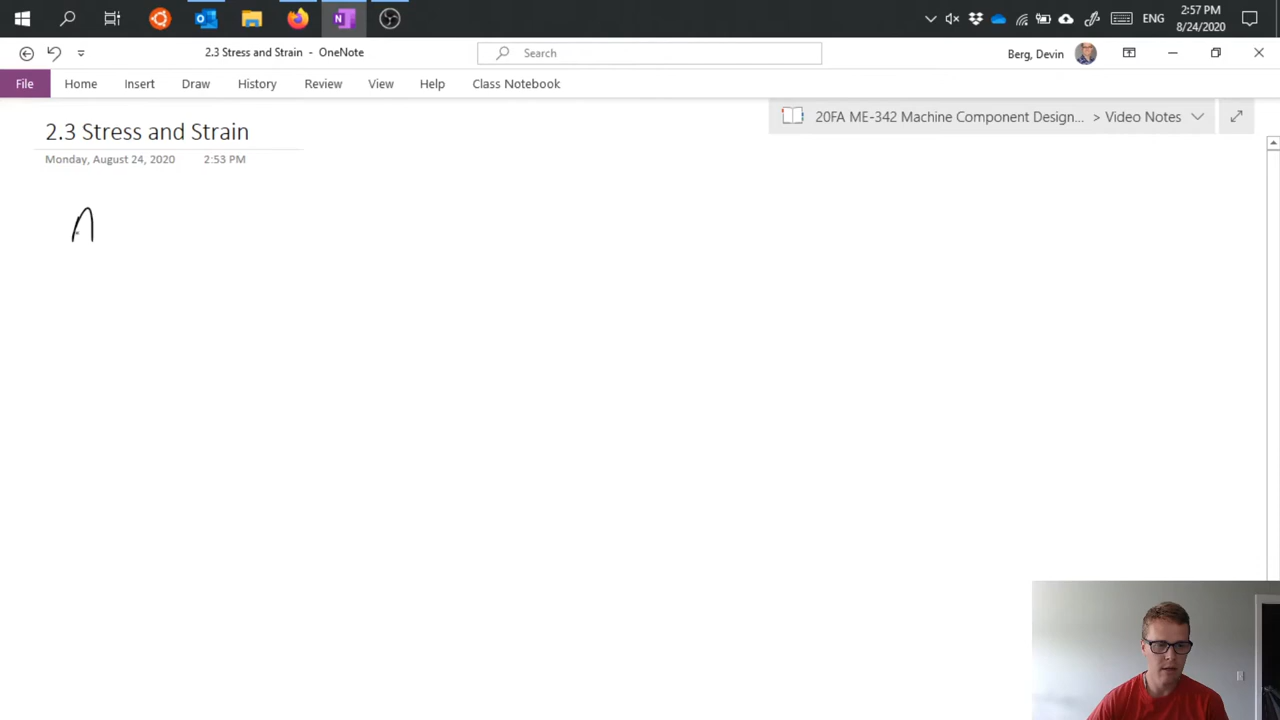 2:57 PM
ENG
8/24/2020
2.3 Stress and Strain - OneNote
Search
Berg, Devin
File Home Insert Draw History Review View Help Class Notebook
20FA ME-342 Machine Component Design... > Video Notes
2.3 Stress and Strain
Monday, August 24, 2020 2:53 PM